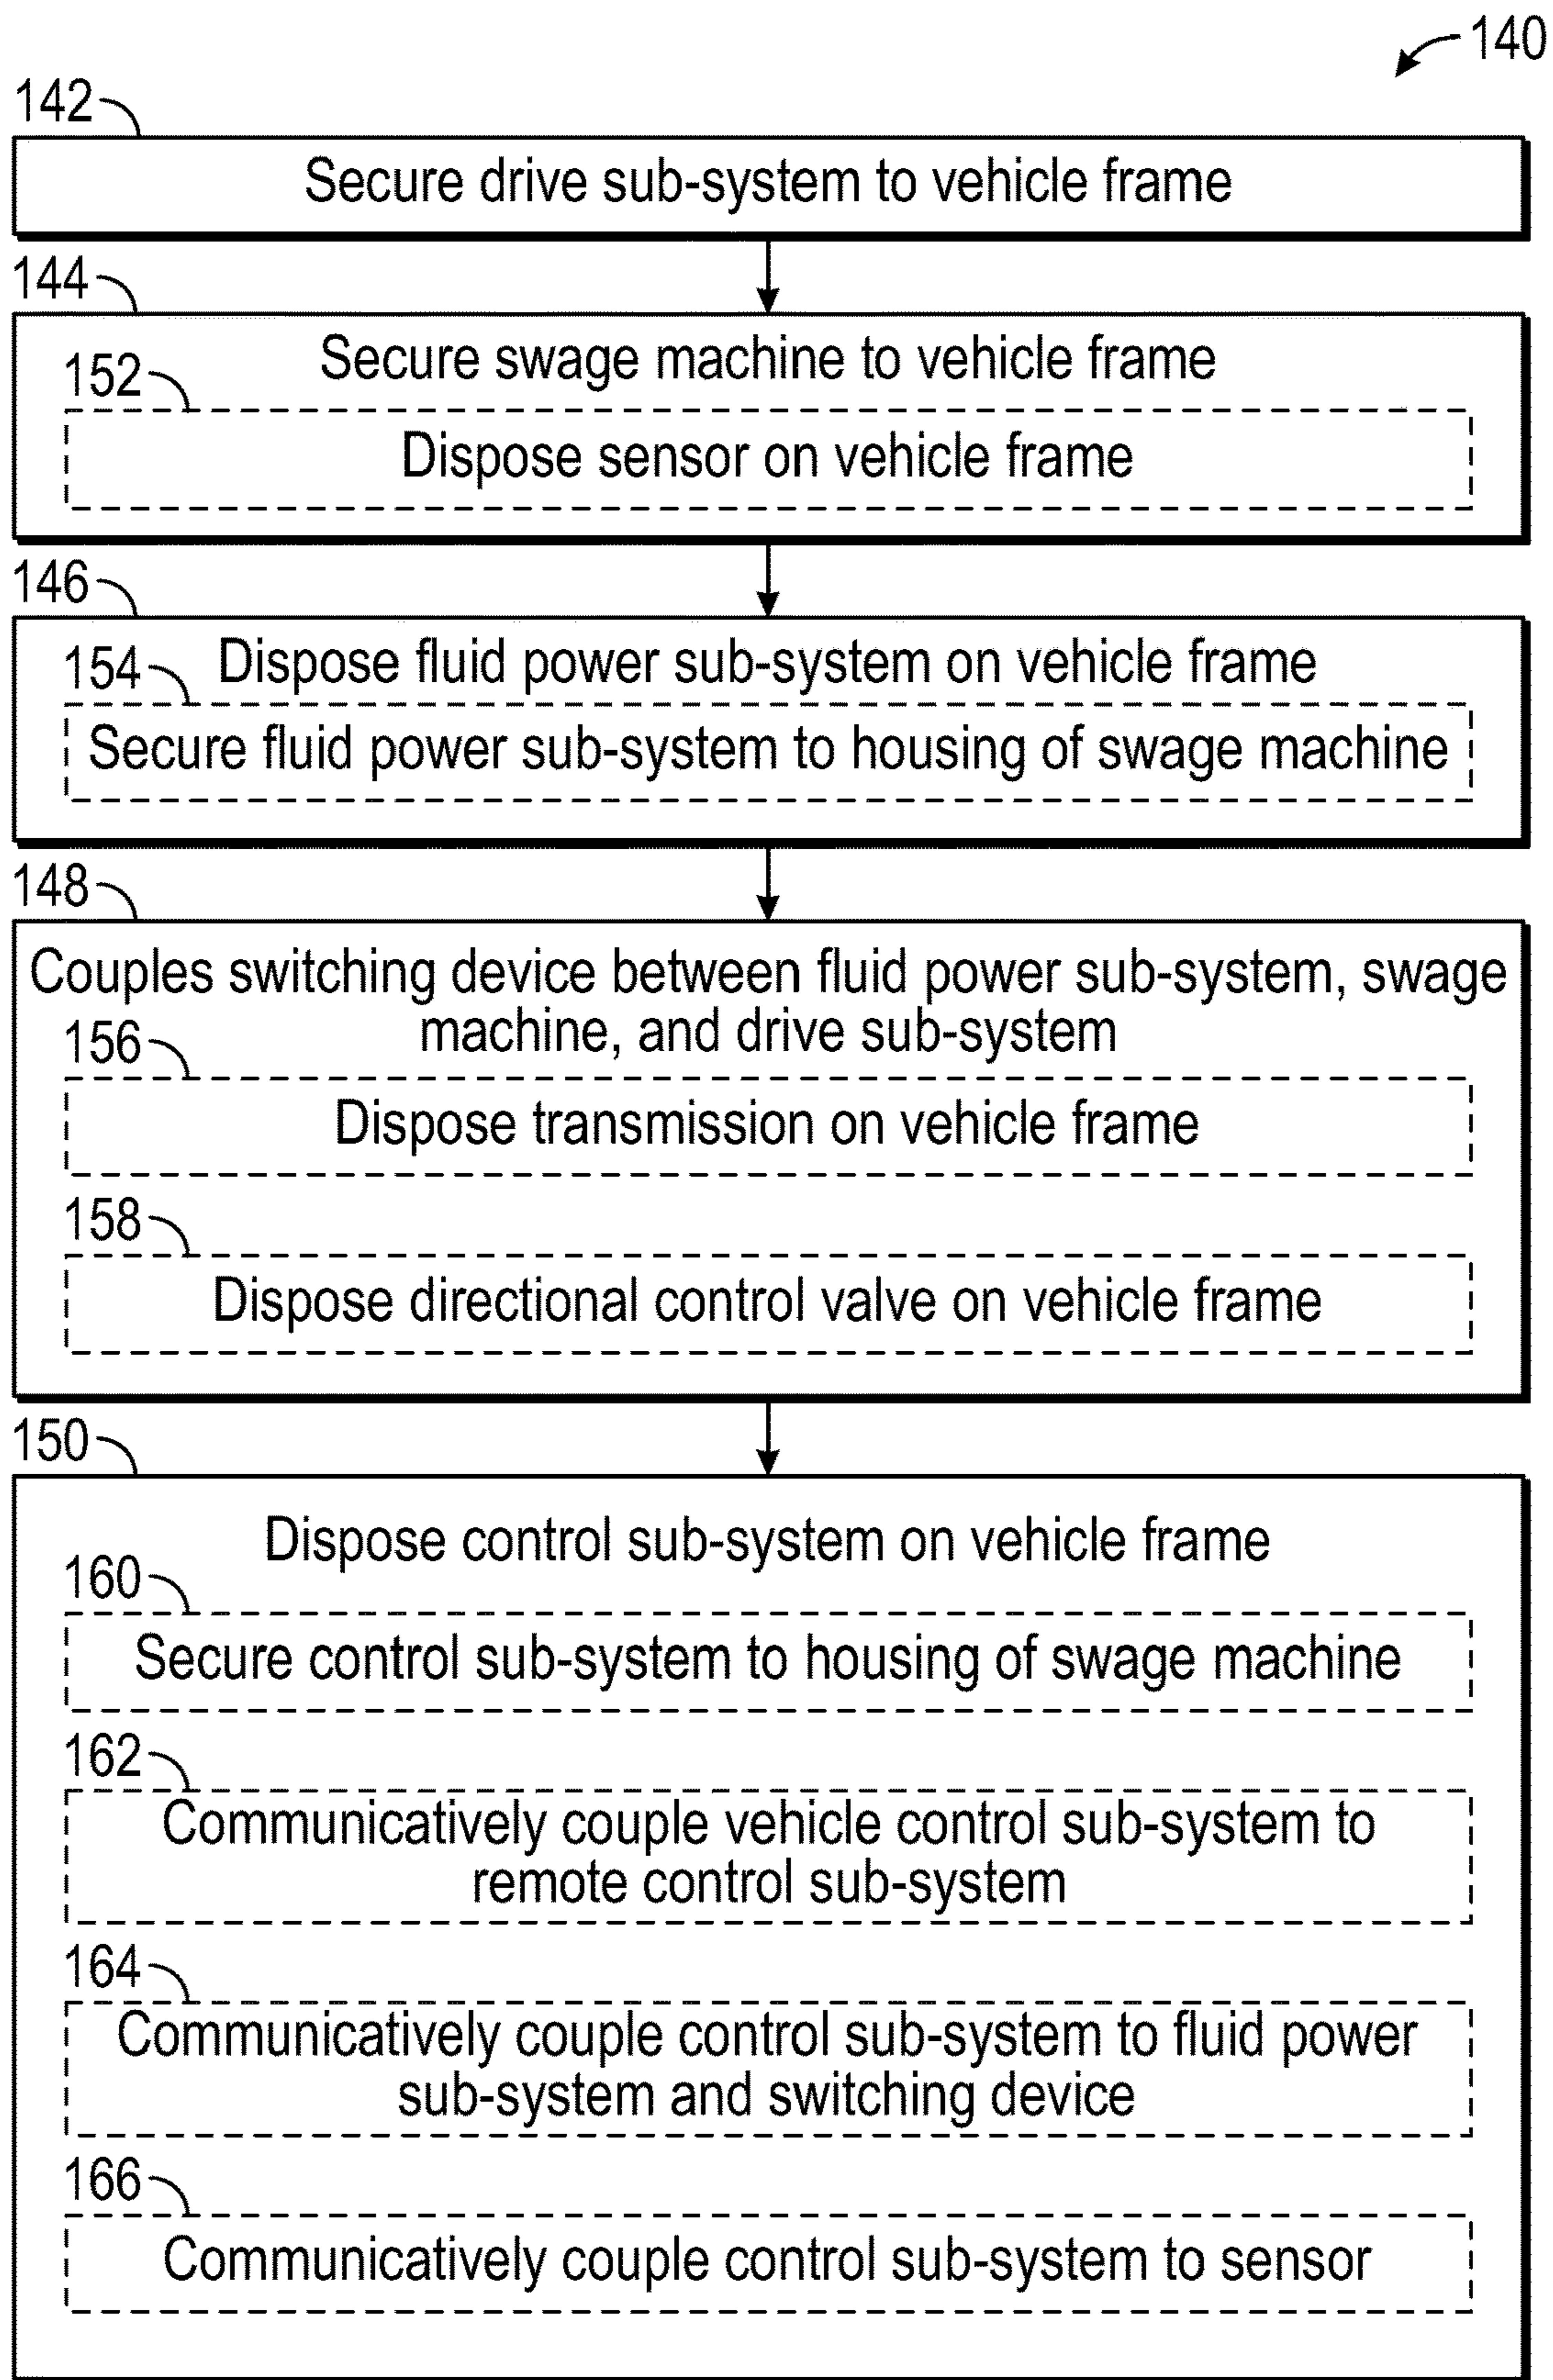 140
142
Secure drive sub-system to vehicle frame
144
Secure swage machine to vehicle frame
152
Dispose sensor on vehicle frame
146
Dispose fluid power sub-system on vehicle frame
154
Secure fluid power sub-system to housing of swage machine
148
Couples switching device between fluid power sub-system, swage
machine, and drive sub-system
156
Dispose transmission on vehicle frame
158
Dispose directional control valve on vehicle frame
150
Dispose control sub-system on vehicle frame
160
Secure control sub-system to housing of swage machine
162
Communicatively couple vehicle control sub-system to
remote control sub-system
164
Communicatively couple control sub-system to fluid power
sub-system and switching device
166
Communicatively couple control sub-system to sensor